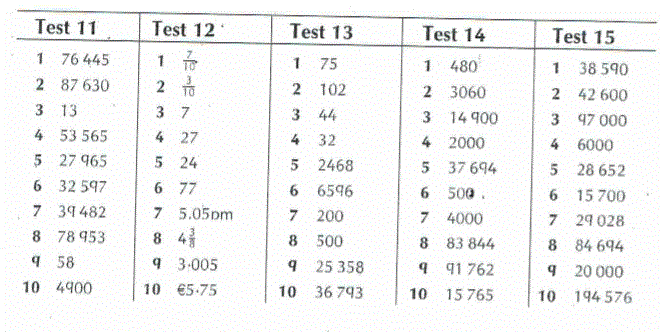 Test 11 Test 12 Test 13 Test 14 Test 15
1 76 445 1 7/10 1 75 1 480 1 38 590
2 87 630 2 3/10 2 102 2 3060 2 42 600
3 13 3 7 3 44 3 14 900 3 97 000
4 53 565 4 27 4 32 4 2000 4 6000
5 27 965 5 24 5 2468 5 37 694 5 28 652
6 32 597 6 77 6 6596 6 500 6 15 700
7 39 482 7 5.05pm 7 200 7 4000 7 29 028
8 78 953 8 4 3/8 8 500 8 83 844 8 84 694
9 58 9 3·005 9 25 358 9 91 762 9 20 000
10 4900 10 €5·75 10 36 793 10 15 765 10 194 576